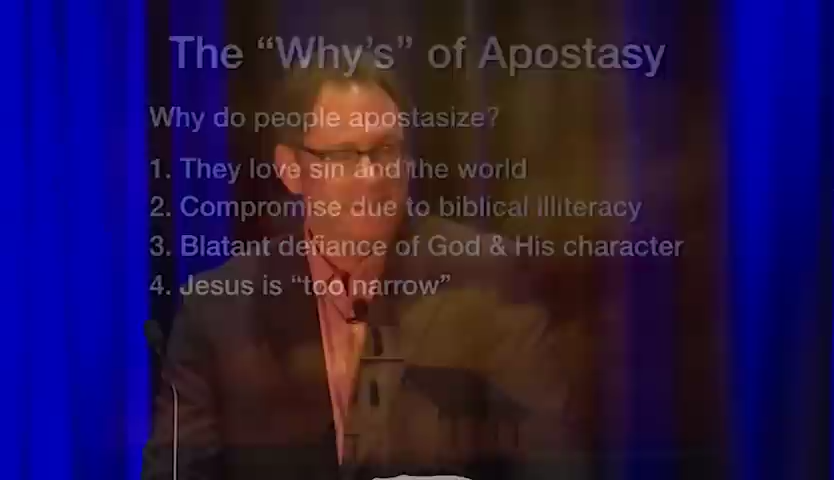 The “Why’s” of Apostasy
Why do people apostasize?
1. They love sin and the world
2. Compromise due to biblical illiteracy
3. Blatant defiance of God & His character
4. Jesus is “too narrow”